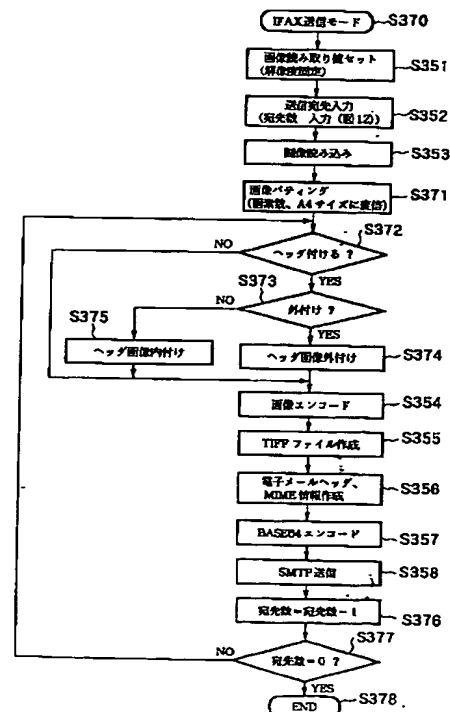 IFAX送信モード
S370
画像読み取り値セット
(解像度固定)
S351
送信宛先入力
(宛先数 入力(図12))
S352
画像読み込み
S353
画像パディング
(画素数、A4サイズに変倍)
S371
S372
ヘッダ付ける?
NO
YES
S373
外付け?
NO
YES
S375
ヘッダ画像内付け
ヘッダ画像外付け
S374
画像エンコード
S354
TIFFファイル作成
S355
電子メールヘッダ、
MIME情報作成
S356
BASE64エンコード
S357
SMTP送信
S358
宛先数=宛先数-1
S376
S377
宛先数=0 ?
NO
YES
END
S378